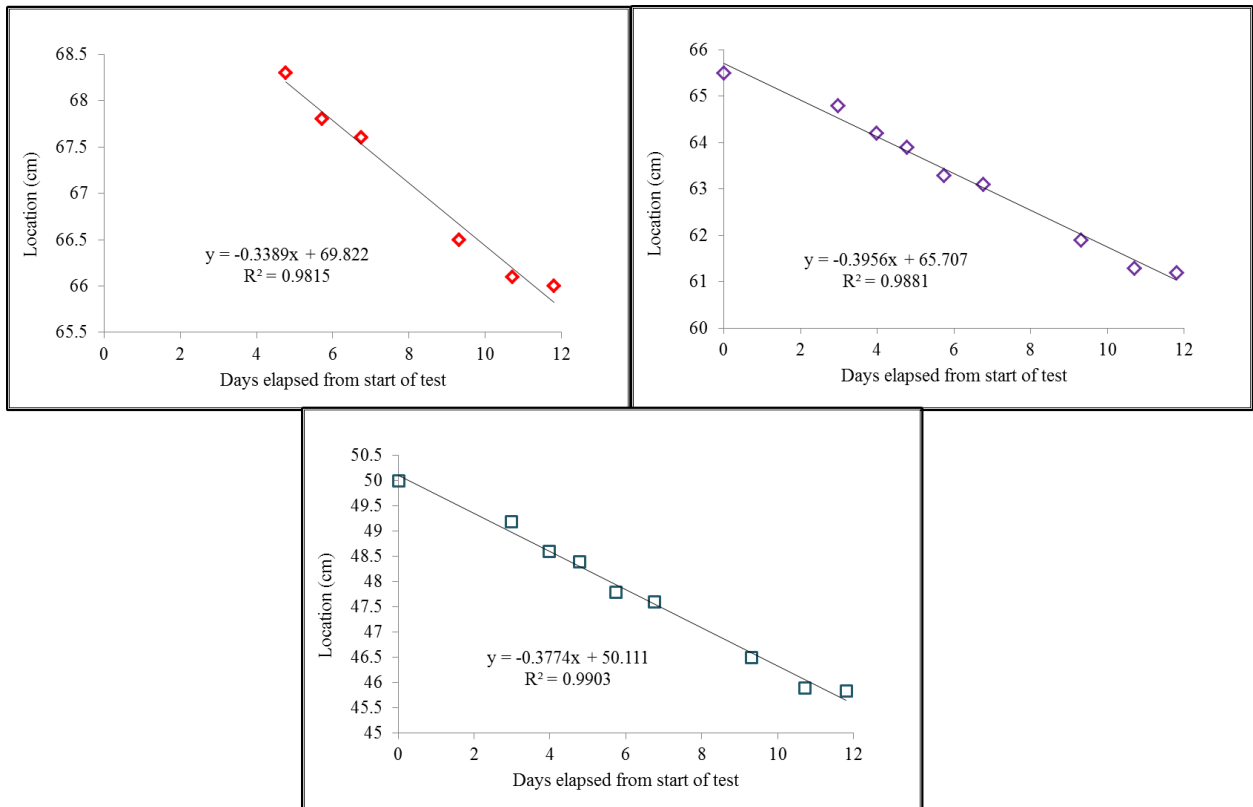 68.5
68
67.5
67
66.5
66
65.5
Location (cm)
y = -0.3389x + 69.822
R² = 0.9815
0 2 4 6 8 10 12
Days elapsed from start of test
66
65
64
63
62
61
60
Location (cm)
y = -0.3956x + 65.707
R² = 0.9881
0 2 4 6 8 10 12
Days elapsed from start of test
50.5
50
49.5
49
48.5
48
47.5
47
46.5
46
45.5
45
Location (cm)
y = -0.3774x + 50.111
R² = 0.9903
0 2 4 6 8 10 12
Days elapsed from start of test